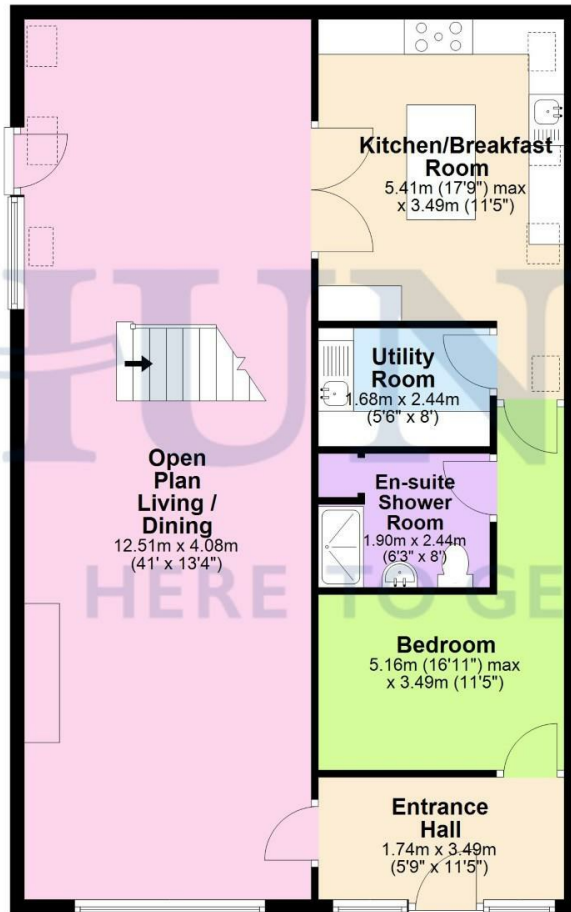 Kitchen/Breakfast
Room
5.41m (17'9") max
x 3.49m (11'5")
Utility
Room
1.68m x 2.44m
(5'6" x 8')
En-suite
Shower
Room
1.90m x 2.44m
(6'3" x 8')
Open
Plan
Living /
Dining
12.51m x 4.08m
(41' x 13'4")
Bedroom
5.16m (16'11") max
x 3.49m (11'5")
Entrance
Hall
1.74m x 3.49m
(5'9" x 11'5")
HUN
HERE TO GE